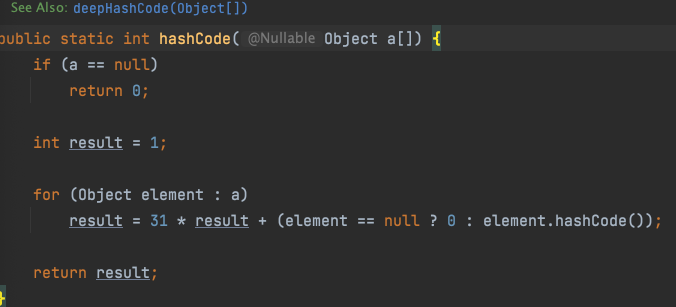 See Also: deepHashCode(Object[])
public static int hashCode( @Nullable Object a[]) {
if (a == null)
return 0;
int result = 1;
for (Object element : a)
result = 31 * result + (element == null ? 0 : element.hashCode());
return result;
}